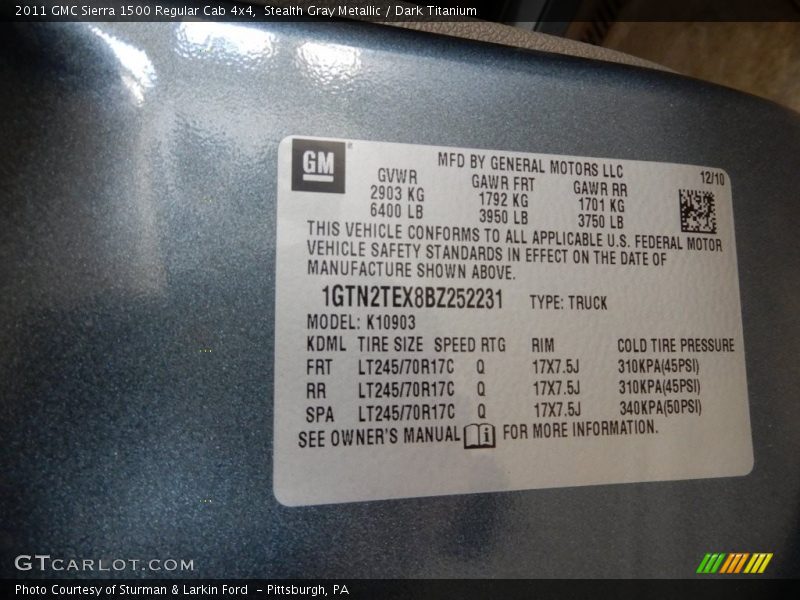 2011 GMC Sierra 1500 Regular Cab 4x4, Stealth Gray Metallic / Dark Titanium
GM
MFD BY GENERAL MOTORS LLC
12/10
GVWR GAWR FRT GAWR RR
2903 KG 1792 KG 1701 KG
6400 LB 3950 LB 3750 LB
THIS VEHICLE CONFORMS TO ALL APPLICABLE U.S. FEDERAL MOTOR
VEHICLE SAFETY STANDARDS IN EFFECT ON THE DATE OF
MANUFACTURE SHOWN ABOVE.
1GTN2TEX8BZ252231 TYPE: TRUCK
MODEL: K10903
KDML TIRE SIZE SPEED RTG RIM COLD TIRE PRESSURE
FRT LT245/70R17C Q 17X7.5J 310KPA(45PSI)
RR LT245/70R17C Q 17X7.5J 310KPA(45PSI)
SPA LT245/70R17C Q 17X7.5J 340KPA(50PSI)
SEE OWNER'S MANUAL i FOR MORE INFORMATION.
GTCARLOT.COM
Photo Courtesy of Sturman & Larkin Ford - Pittsburgh, PA